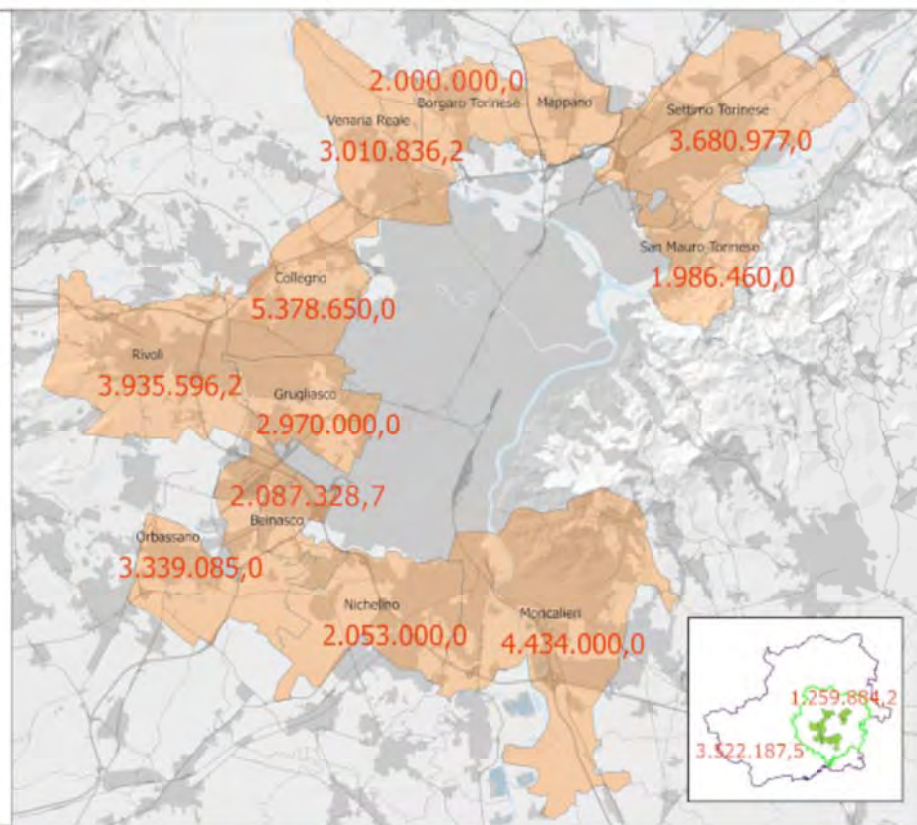 2.000.000,0
Borgaro Torinese
Mappano
Venaria Reale
3.010.836,2
Settimo Torinese
3.680.977,0
San Mauro Torinese
1.986.460,0
Collegno
5.378.650,0
Rivoli
3.935.596,2
Grugliasco
2.970.000,0
2.087.328,7
Beinasco
Orbassano
3.339.085,0
Nichelino
2.053.000,0
Moncalieri
4.434.000,0
1.259.884,2
3.522.187,5